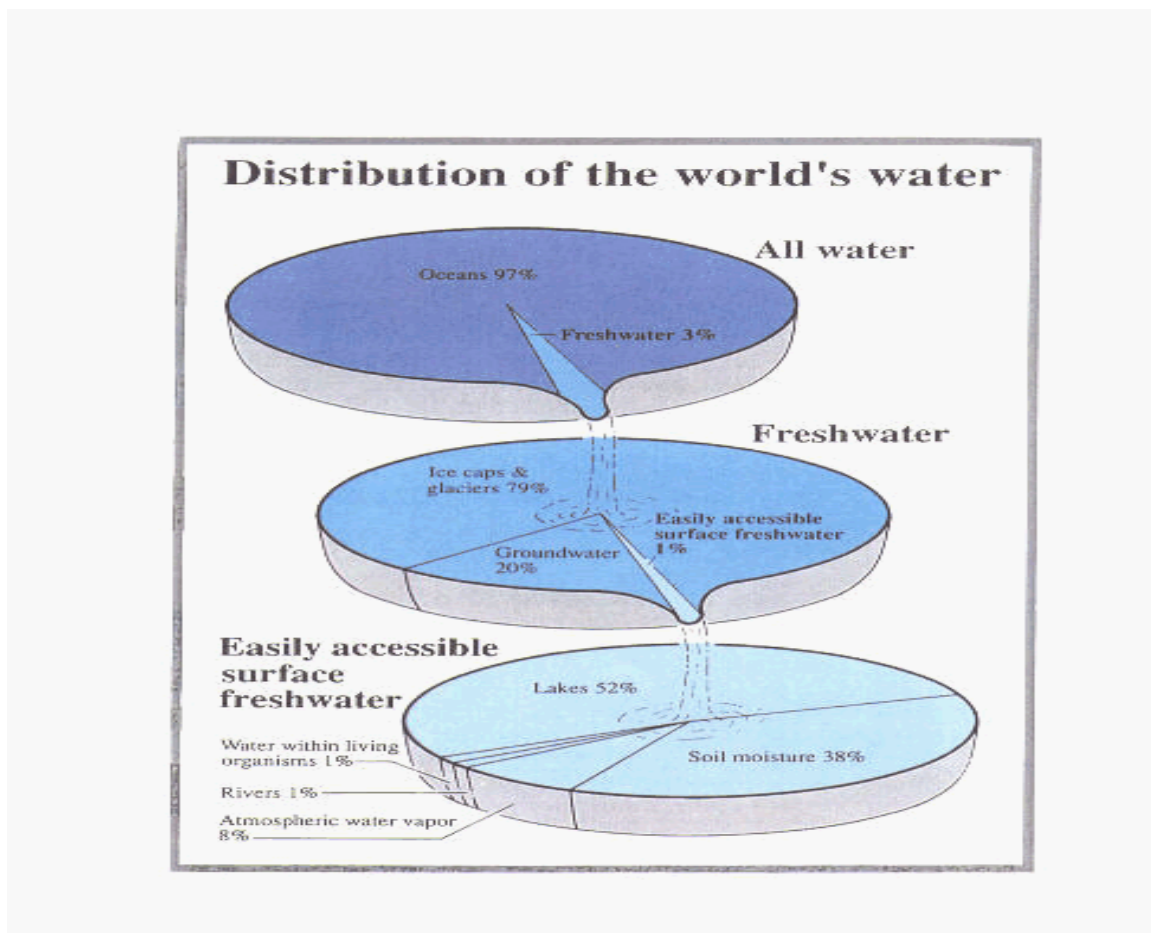 Distribution of the world's water
All water
Oceans 97%
Freshwater 3%
Freshwater
Ice caps &
glaciers 79%
Easily accessible
surface freshwater
1%
Groundwater
20%
Easily accessible
surface
freshwater
Lakes 52%
Soil moisture 38%
Water within living
organisms 1%
Rivers 1%
Atmospheric water vapor
8%